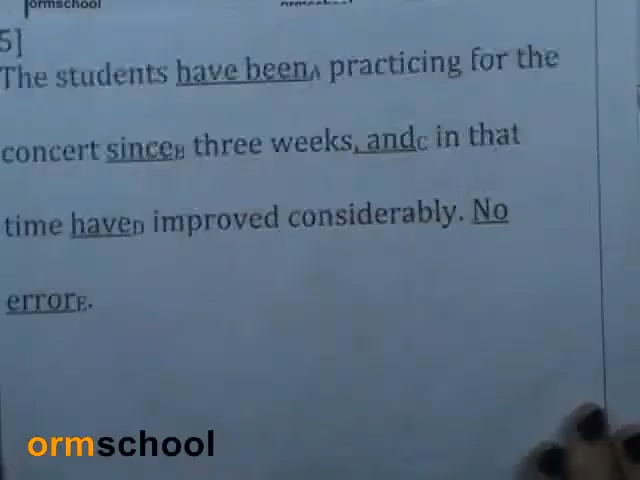 ormschool
5]
The students have beenA practicing for the
concert sinceB three weeks, andC in that
time haveD improved considerably. No
errorE.
ormschool